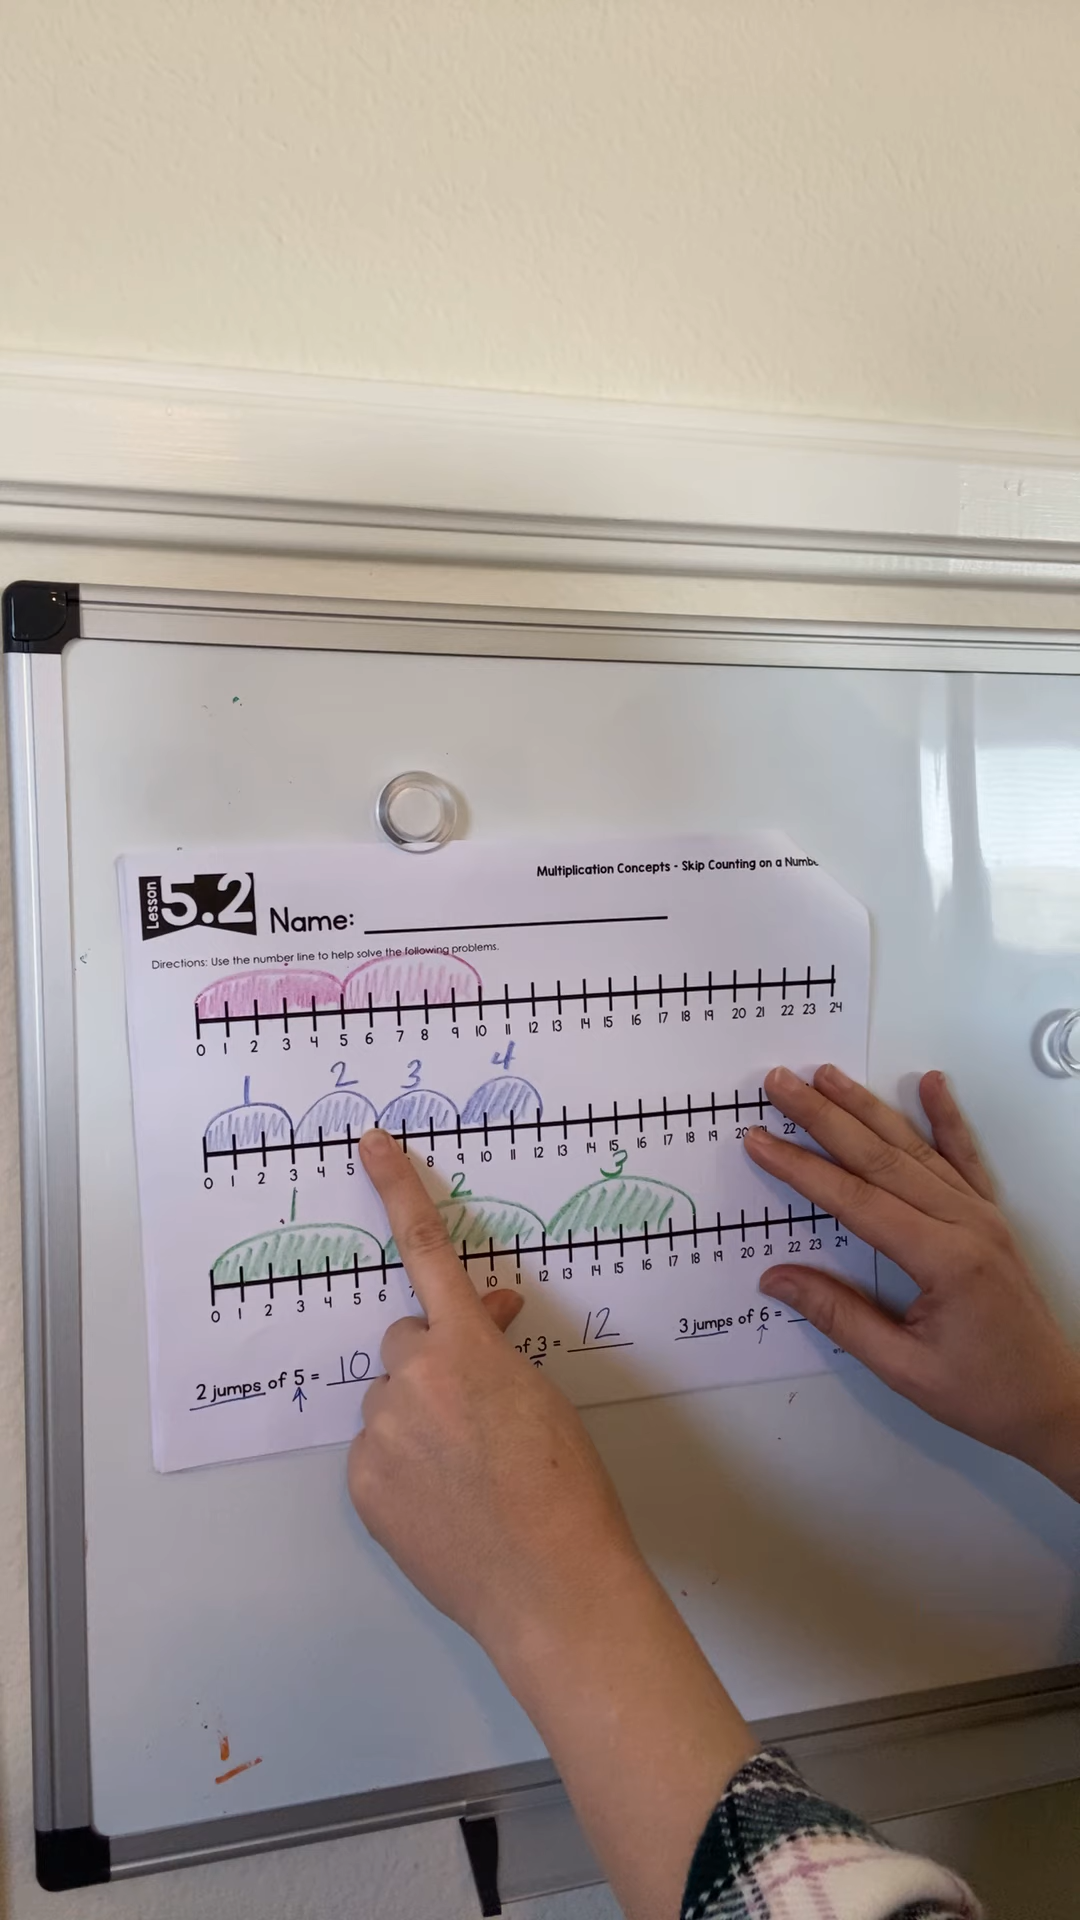 Multiplication Concepts - Skip Counting on a
Lesson 5.2 Name:
Directions: Use the number line to help solve the following problems.
0 1 2 3 4 5 6 7 8 9 10 11 12 13 14 15 16 17 18 19 20 21 22 23 24
1 2 3 4
0 1 2 3 4 5 8 9 10 11 12 13 14 15 16 17 18 19 22
1 2 3
0 1 2 3 4 5 6 10 11 12 13 14 15 16 17 18 19 20 21 22 23 24
2 jumps of 5 = 10
3 = 12
3 jumps of 6 =